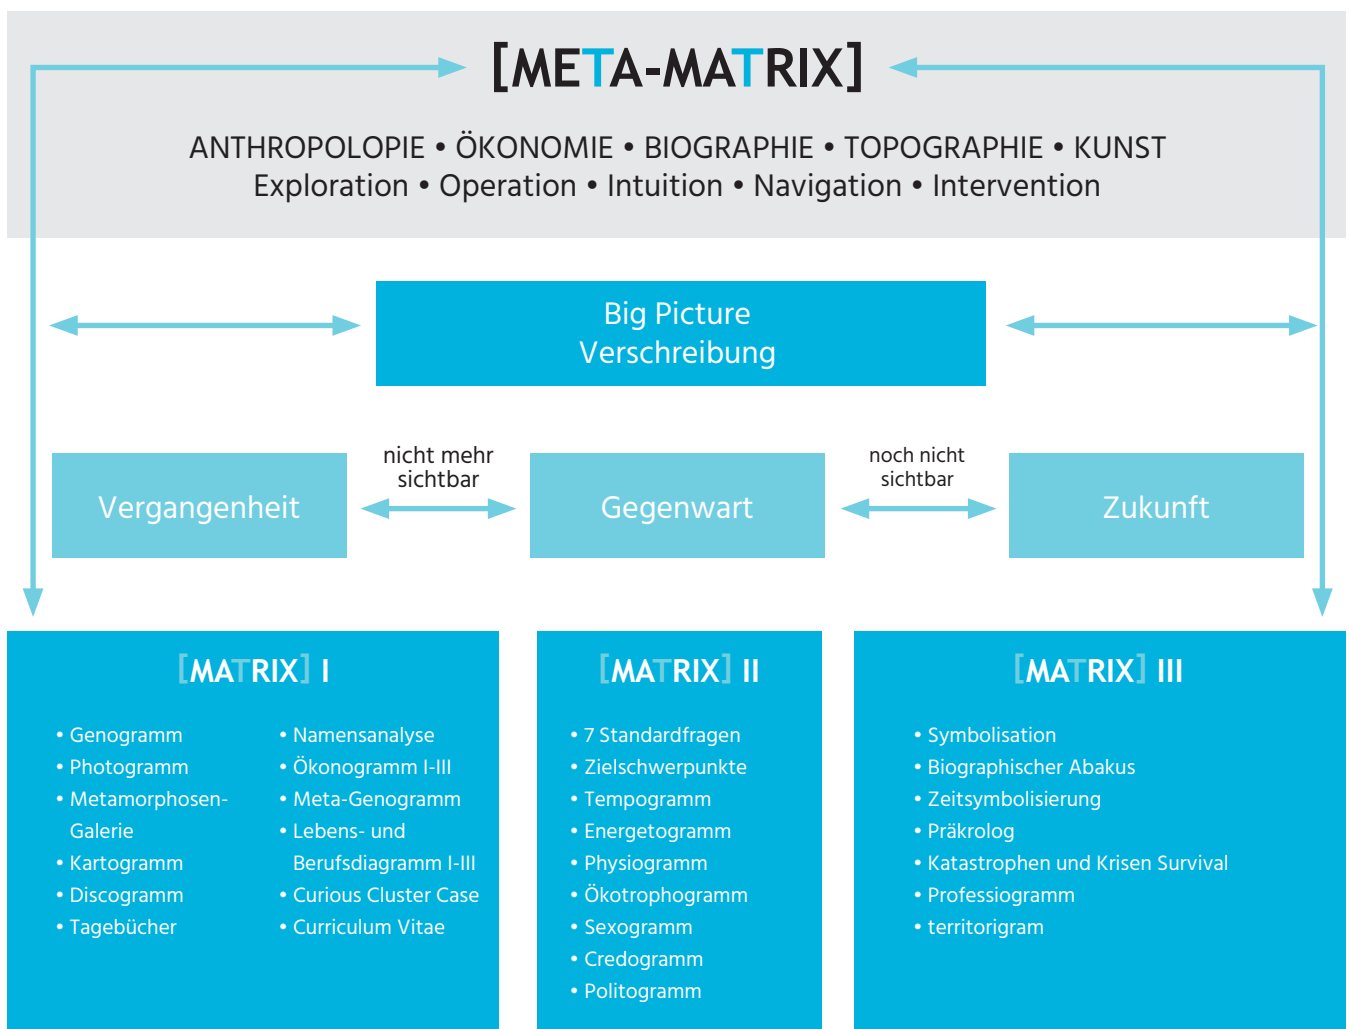 [META-MATRIX]
ANTHROPOLOPIE • ÖKONOMIE • BIOGRAPHIE • TOPOGRAPHIE • KUNST
Exploration • Operation • Intuition • Navigation • Intervention
Big Picture
Verschreibung
Vergangenheit
nicht mehr
sichtbar
Gegenwart
noch nicht
sichtbar
Zukunft
[MATRIX] I
• Genogramm
• Photogramm
• Metamorphosen-
Galerie
• Kartogramm
• Discogramm
• Tagebücher
• Namensanalyse
• Ökonogramm I-III
• Meta-Genogramm
• Lebens- und
Berufsdiagramm I-III
• Curious Cluster Case
• Curriculum Vitae
[MATRIX] II
• 7 Standardfragen
• Zielschwerpunkte
• Tempogramm
• Energetogramm
• Physiogramm
• Ökotrophogramm
• Sexogramm
• Credogramm
• Politogramm
[MATRIX] III
• Symbolisation
• Biographischer Abakus
• Zeitsymbolisierung
• Präkrolog
• Katastrophen und Krisen Survival
• Professiogramm
• territorigram